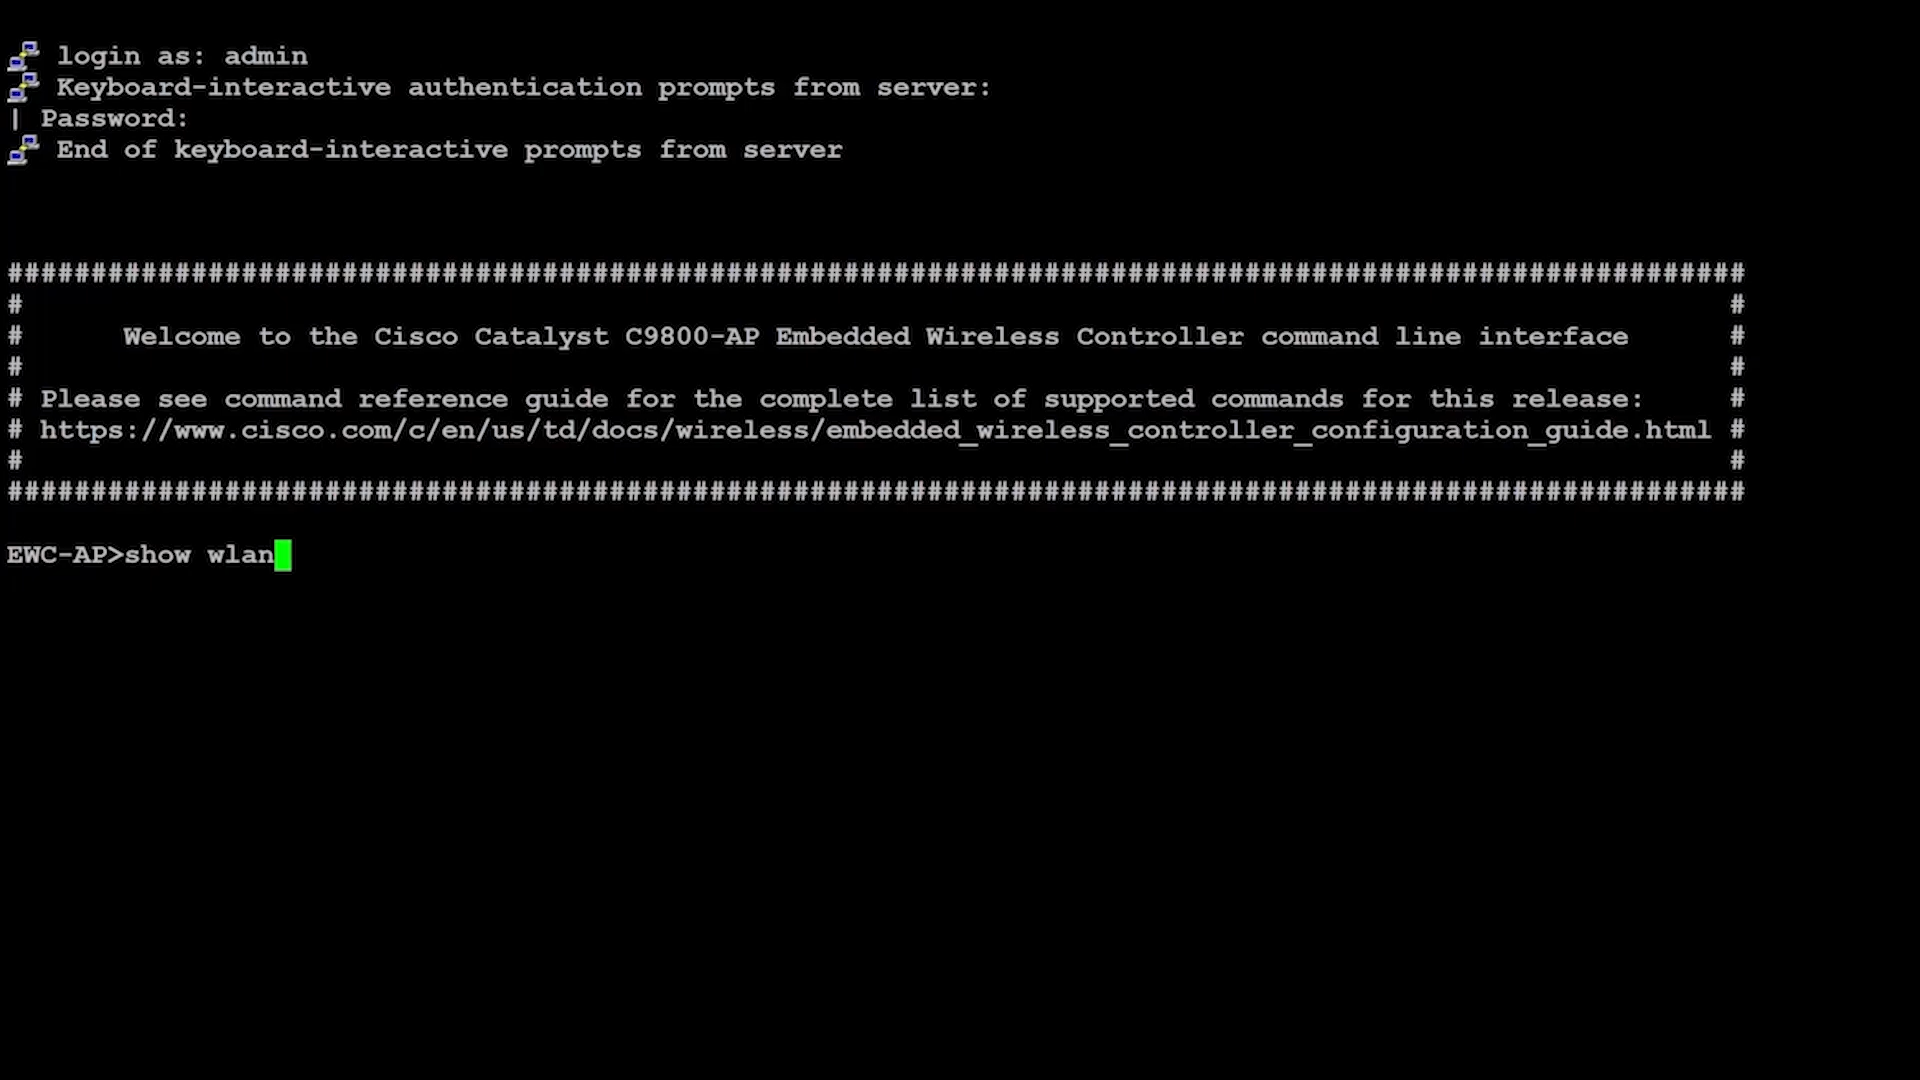 login as: admin
Keyboard-interactive authentication prompts from server:
| Password:
End of keyboard-interactive prompts from server
########################################################################################################
#                                                                                                      #
#      Welcome to the Cisco Catalyst C9800-AP Embedded Wireless Controller command line interface      #
#                                                                                                      #
# Please see command reference guide for the complete list of supported commands for this release:     #
# https://www.cisco.com/c/en/us/td/docs/wireless/embedded_wireless_controller_configuration_guide.html #
#                                                                                                      #
########################################################################################################
EWC-AP>show wlan